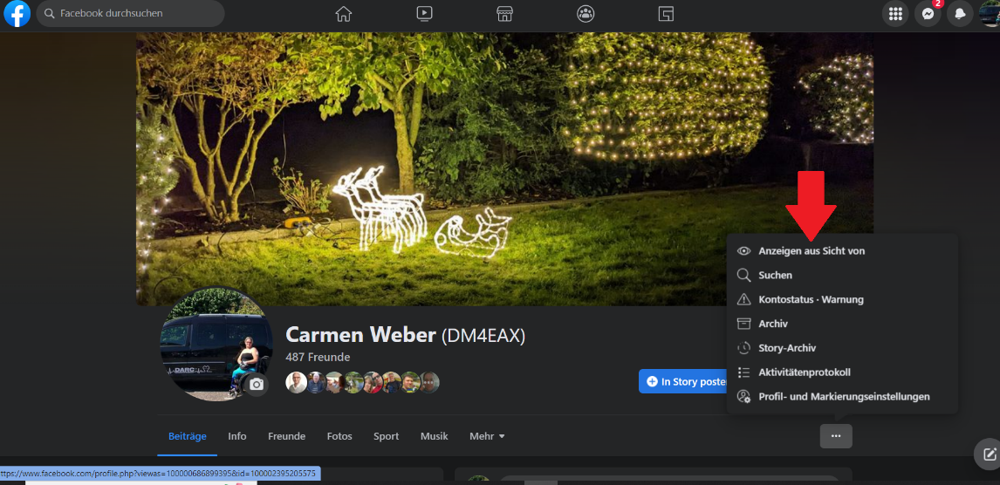 Facebook durchsuchen
2
Anzeigen aus Sicht von
Suchen
Kontostatus · Warnung
Archiv
Story-Archiv
Aktivitätenprotokoll
Profil- und Markierungseinstellungen
Carmen Weber (DM4EAX)
487 Freunde
DARC
In Story poste
Beiträge Info Freunde Fotos Sport Musik Mehr
ttps://www.facebook.com/profile.php?viewas=100000686899395&id=100002395205575